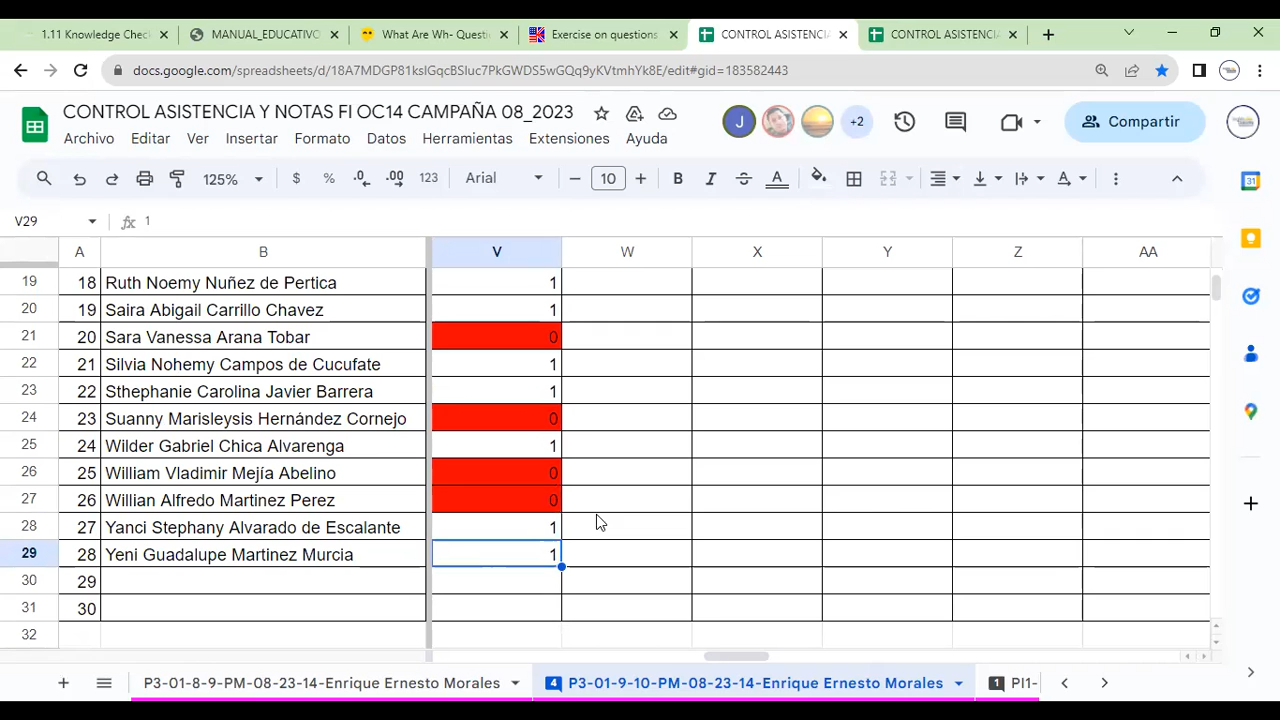 1.11 Knowledge Chec
MANUAL_EDUCATIVO
What Are Wh- Questi
Exercise on questions
CONTROL ASISTENCIA
CONTROL ASISTENCIA
docs.google.com/spreadsheets/d/18A7MDGP81kslGqcBSIuc7PkGWDS5wGQq9yKVtmhYk8E/edit#gid=183582443
CONTROL ASISTENCIA Y NOTAS FI OC14 CAMPAÑA 08_2023
J
+2
Compartir
Archivo Editar Ver Insertar Formato Datos Herramientas Extensiones Ayuda
125% $ % .0 .00 123 Arial 10 B I A
V29 fx 1
A B V W X Y Z AA
19 18 Ruth Noemy Nuñez de Pertica 1
20 19 Saira Abigail Carrillo Chavez 1
21 20 Sara Vanessa Arana Tobar 0
22 21 Silvia Nohemy Campos de Cucufate 1
23 22 Sthephanie Carolina Javier Barrera 1
24 23 Suanny Marisleysis Hernández Cornejo 0
25 24 Wilder Gabriel Chica Alvarenga 1
26 25 William Vladimir Mejía Abelino 0
27 26 Willian Alfredo Martinez Perez 0
28 27 Yanci Stephany Alvarado de Escalante 1
29 28 Yeni Guadalupe Martinez Murcia 1
30 29
31 30
32
P3-01-8-9-PM-08-23-14-Enrique Ernesto Morales
4 P3-01-9-10-PM-08-23-14-Enrique Ernesto Morales
1 PI1-
31